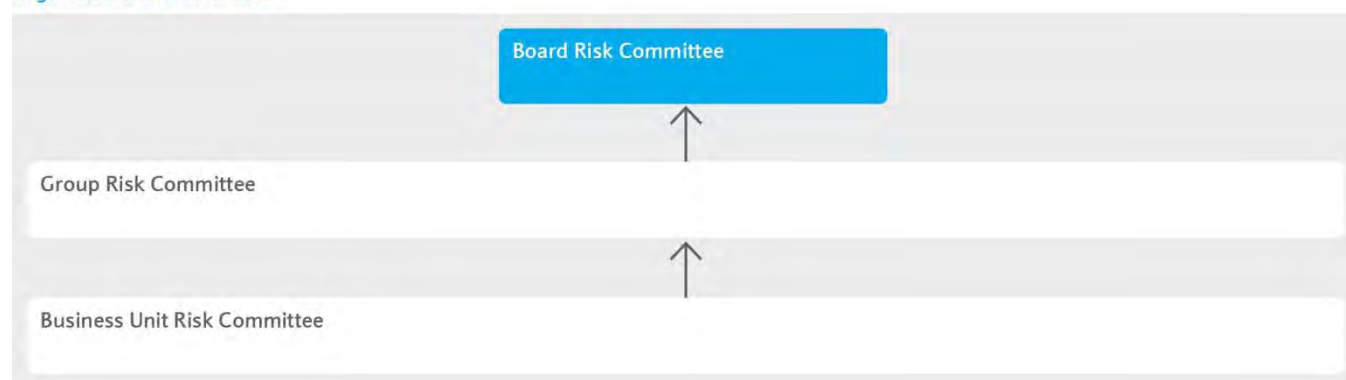 Board Risk Committee
Group Risk Committee
Business Unit Risk Committee